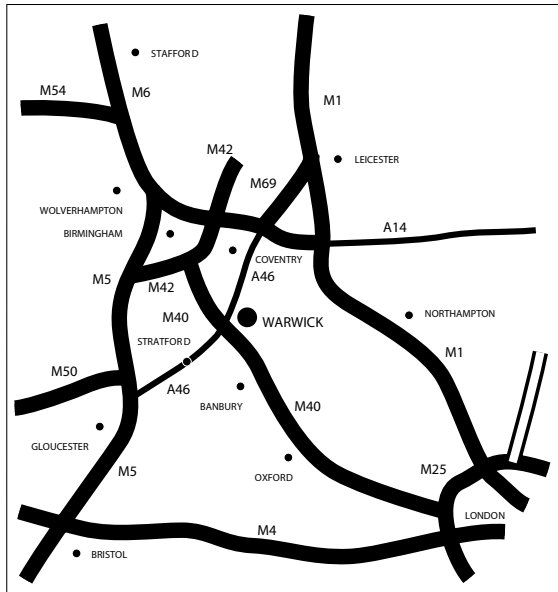 STAFFORD
M54
M6
M1
M42
LEICESTER
M69
WOLVERHAMPTON
A14
BIRMINGHAM
COVENTRY
M5
A46
M42
M40
WARWICK
NORTHAMPTON
STRATFORD
M1
M50
A46
BANBURY
M40
GLOUCESTER
M5
OXFORD
M25
LONDON
M4
BRISTOL